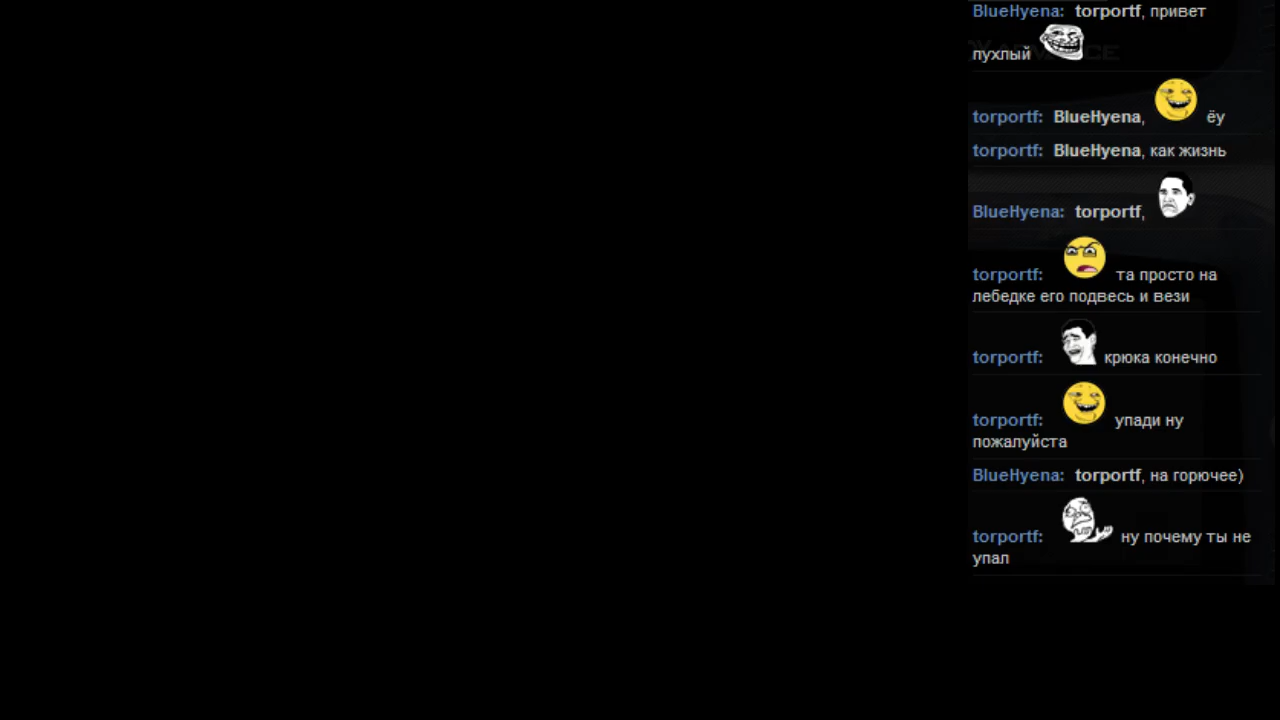 BlueHyena: torportf, привет
пухлый
torportf: BlueHyena, ёу
torportf: BlueHyena, как жизнь
BlueHyena: torportf,
torportf: та просто на
лебедке его подвесь и вези
torportf: крюка конечно
torportf: упади ну
пожалуйста
BlueHyena: torportf, на горючее)
torportf: ну почему ты не
упал